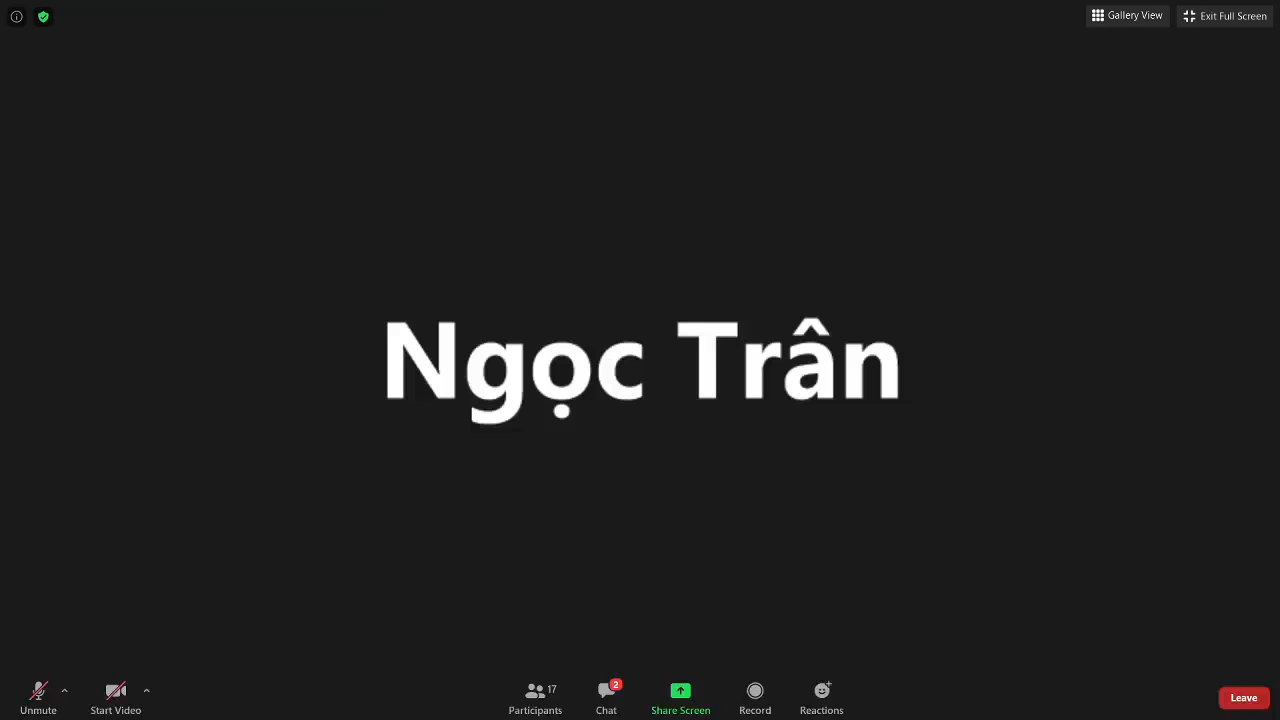 Gallery View
Exit Full Screen
Ngọc Trân
Unmute
Start Video
Participants
17
Chat
2
Share Screen
Record
Reactions
Leave